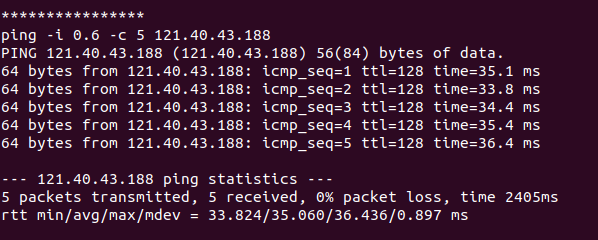 ****************
ping -i 0.6 -c 5 121.40.43.188
PING 121.40.43.188 (121.40.43.188) 56(84) bytes of data.
64 bytes from 121.40.43.188: icmp_seq=1 ttl=128 time=35.1 ms
64 bytes from 121.40.43.188: icmp_seq=2 ttl=128 time=33.8 ms
64 bytes from 121.40.43.188: icmp_seq=3 ttl=128 time=34.4 ms
64 bytes from 121.40.43.188: icmp_seq=4 ttl=128 time=35.4 ms
64 bytes from 121.40.43.188: icmp_seq=5 ttl=128 time=36.4 ms
--- 121.40.43.188 ping statistics ---
5 packets transmitted, 5 received, 0% packet loss, time 2405ms
rtt min/avg/max/mdev = 33.824/35.060/36.436/0.897 ms